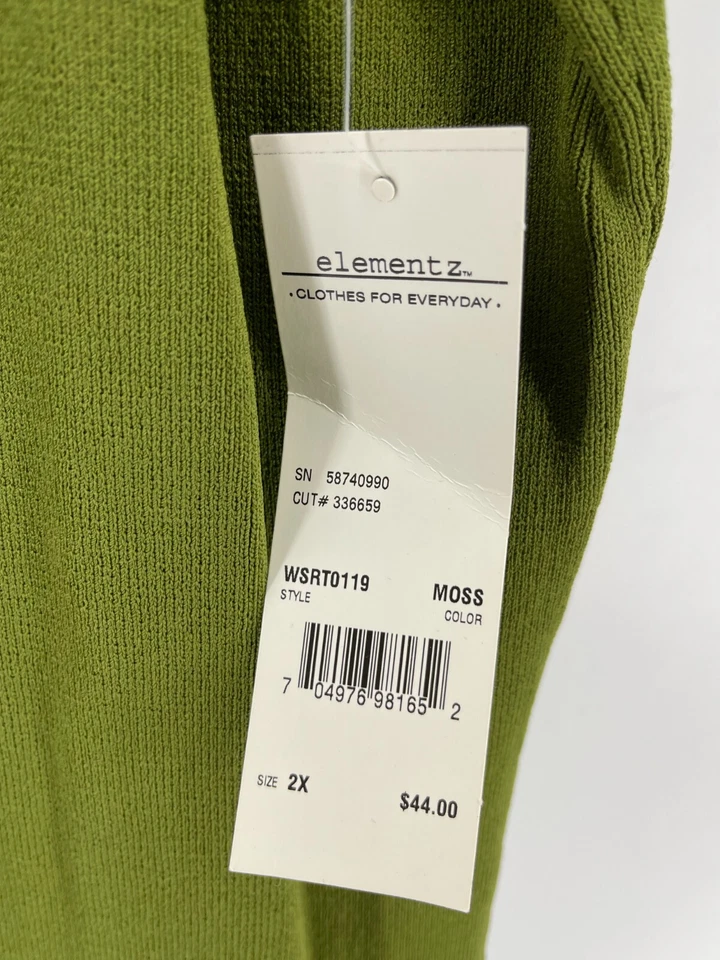 elementz™
• CLOTHES FOR EVERYDAY •
SN 58740990
CUT# 336659
WSRT0119 MOSS
STYLE COLOR
7 04976 98165 2
SIZE 2X $44.00